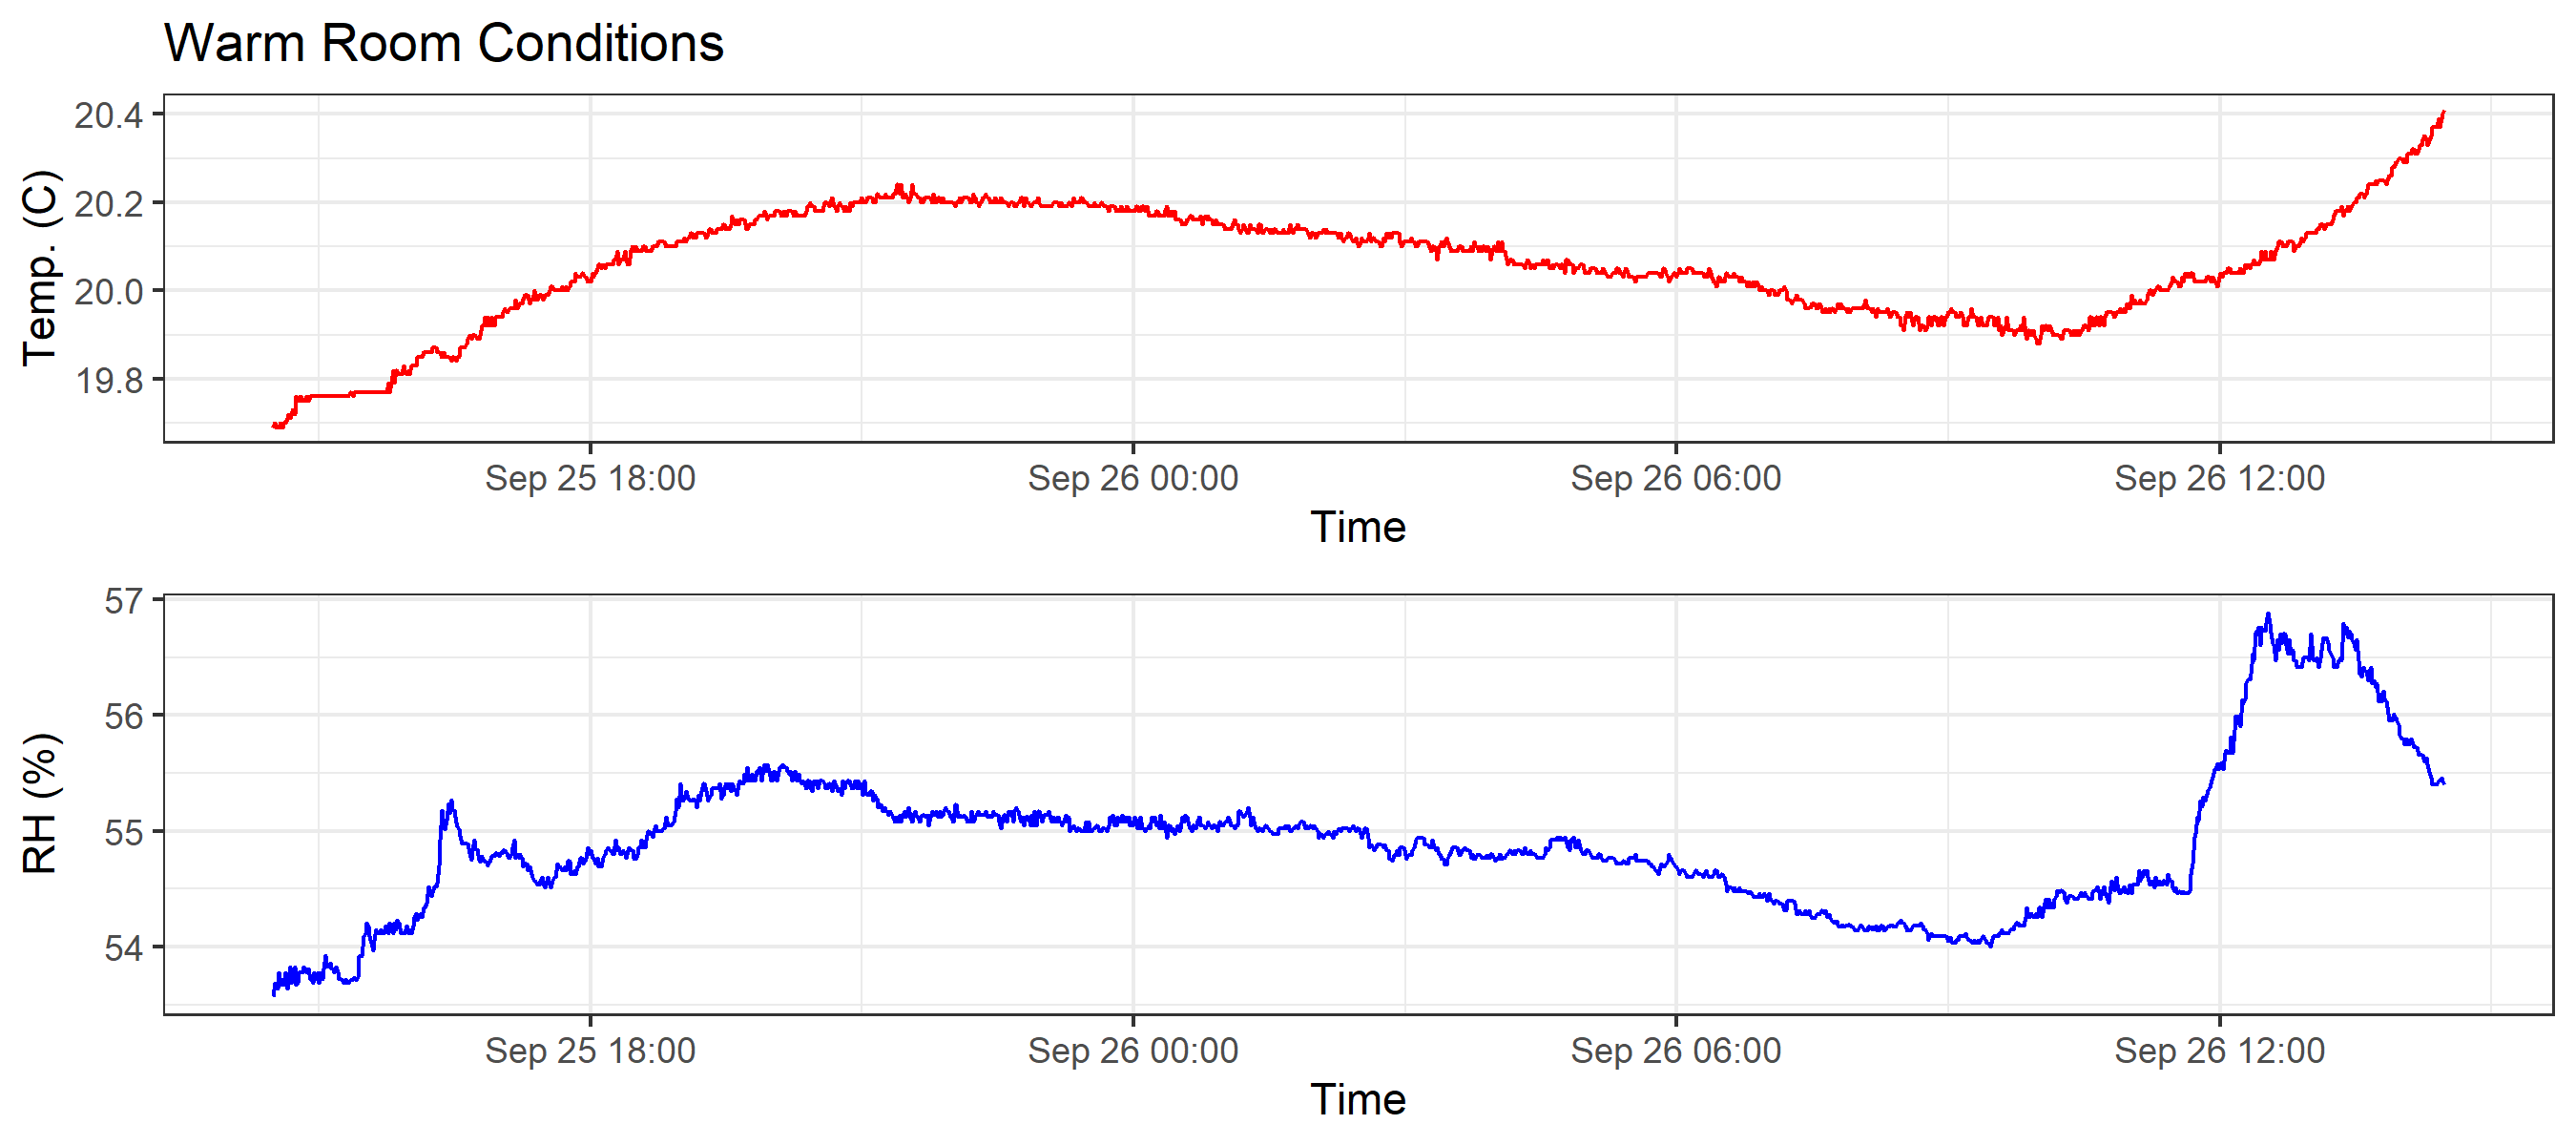 Warm Room Conditions
20.4
20.2
20.0
19.8
Temp. (C)
Sep 25 18:00 Sep 26 00:00 Sep 26 06:00 Sep 26 12:00
Time
57
56
55
54
RH (%)
Sep 25 18:00 Sep 26 00:00 Sep 26 06:00 Sep 26 12:00
Time